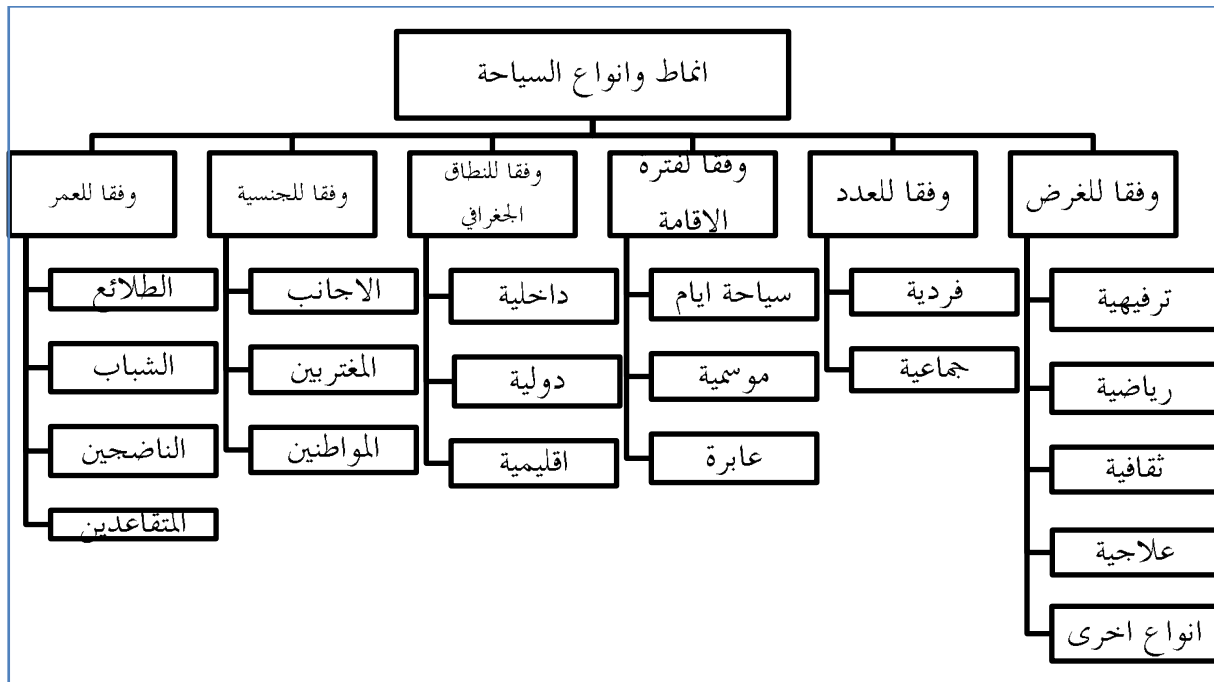 انماط وانواع السياحة
وفقا للغرض
ترفيهية
رياضية
ثقافية
علاجية
انواع اخرى
وفقا للعدد
فردية
جماعية
وفقا لفترة
الاقامة
سياحة ايام
موسمية
عابرة
وفقا للنطاق
الجغرافي
داخلية
دولية
اقليمية
وفقا للجنسية
الاجانب
المغتربين
المواطنين
وفقا للعمر
الطلائع
الشباب
الناضجين
المتقاعدين